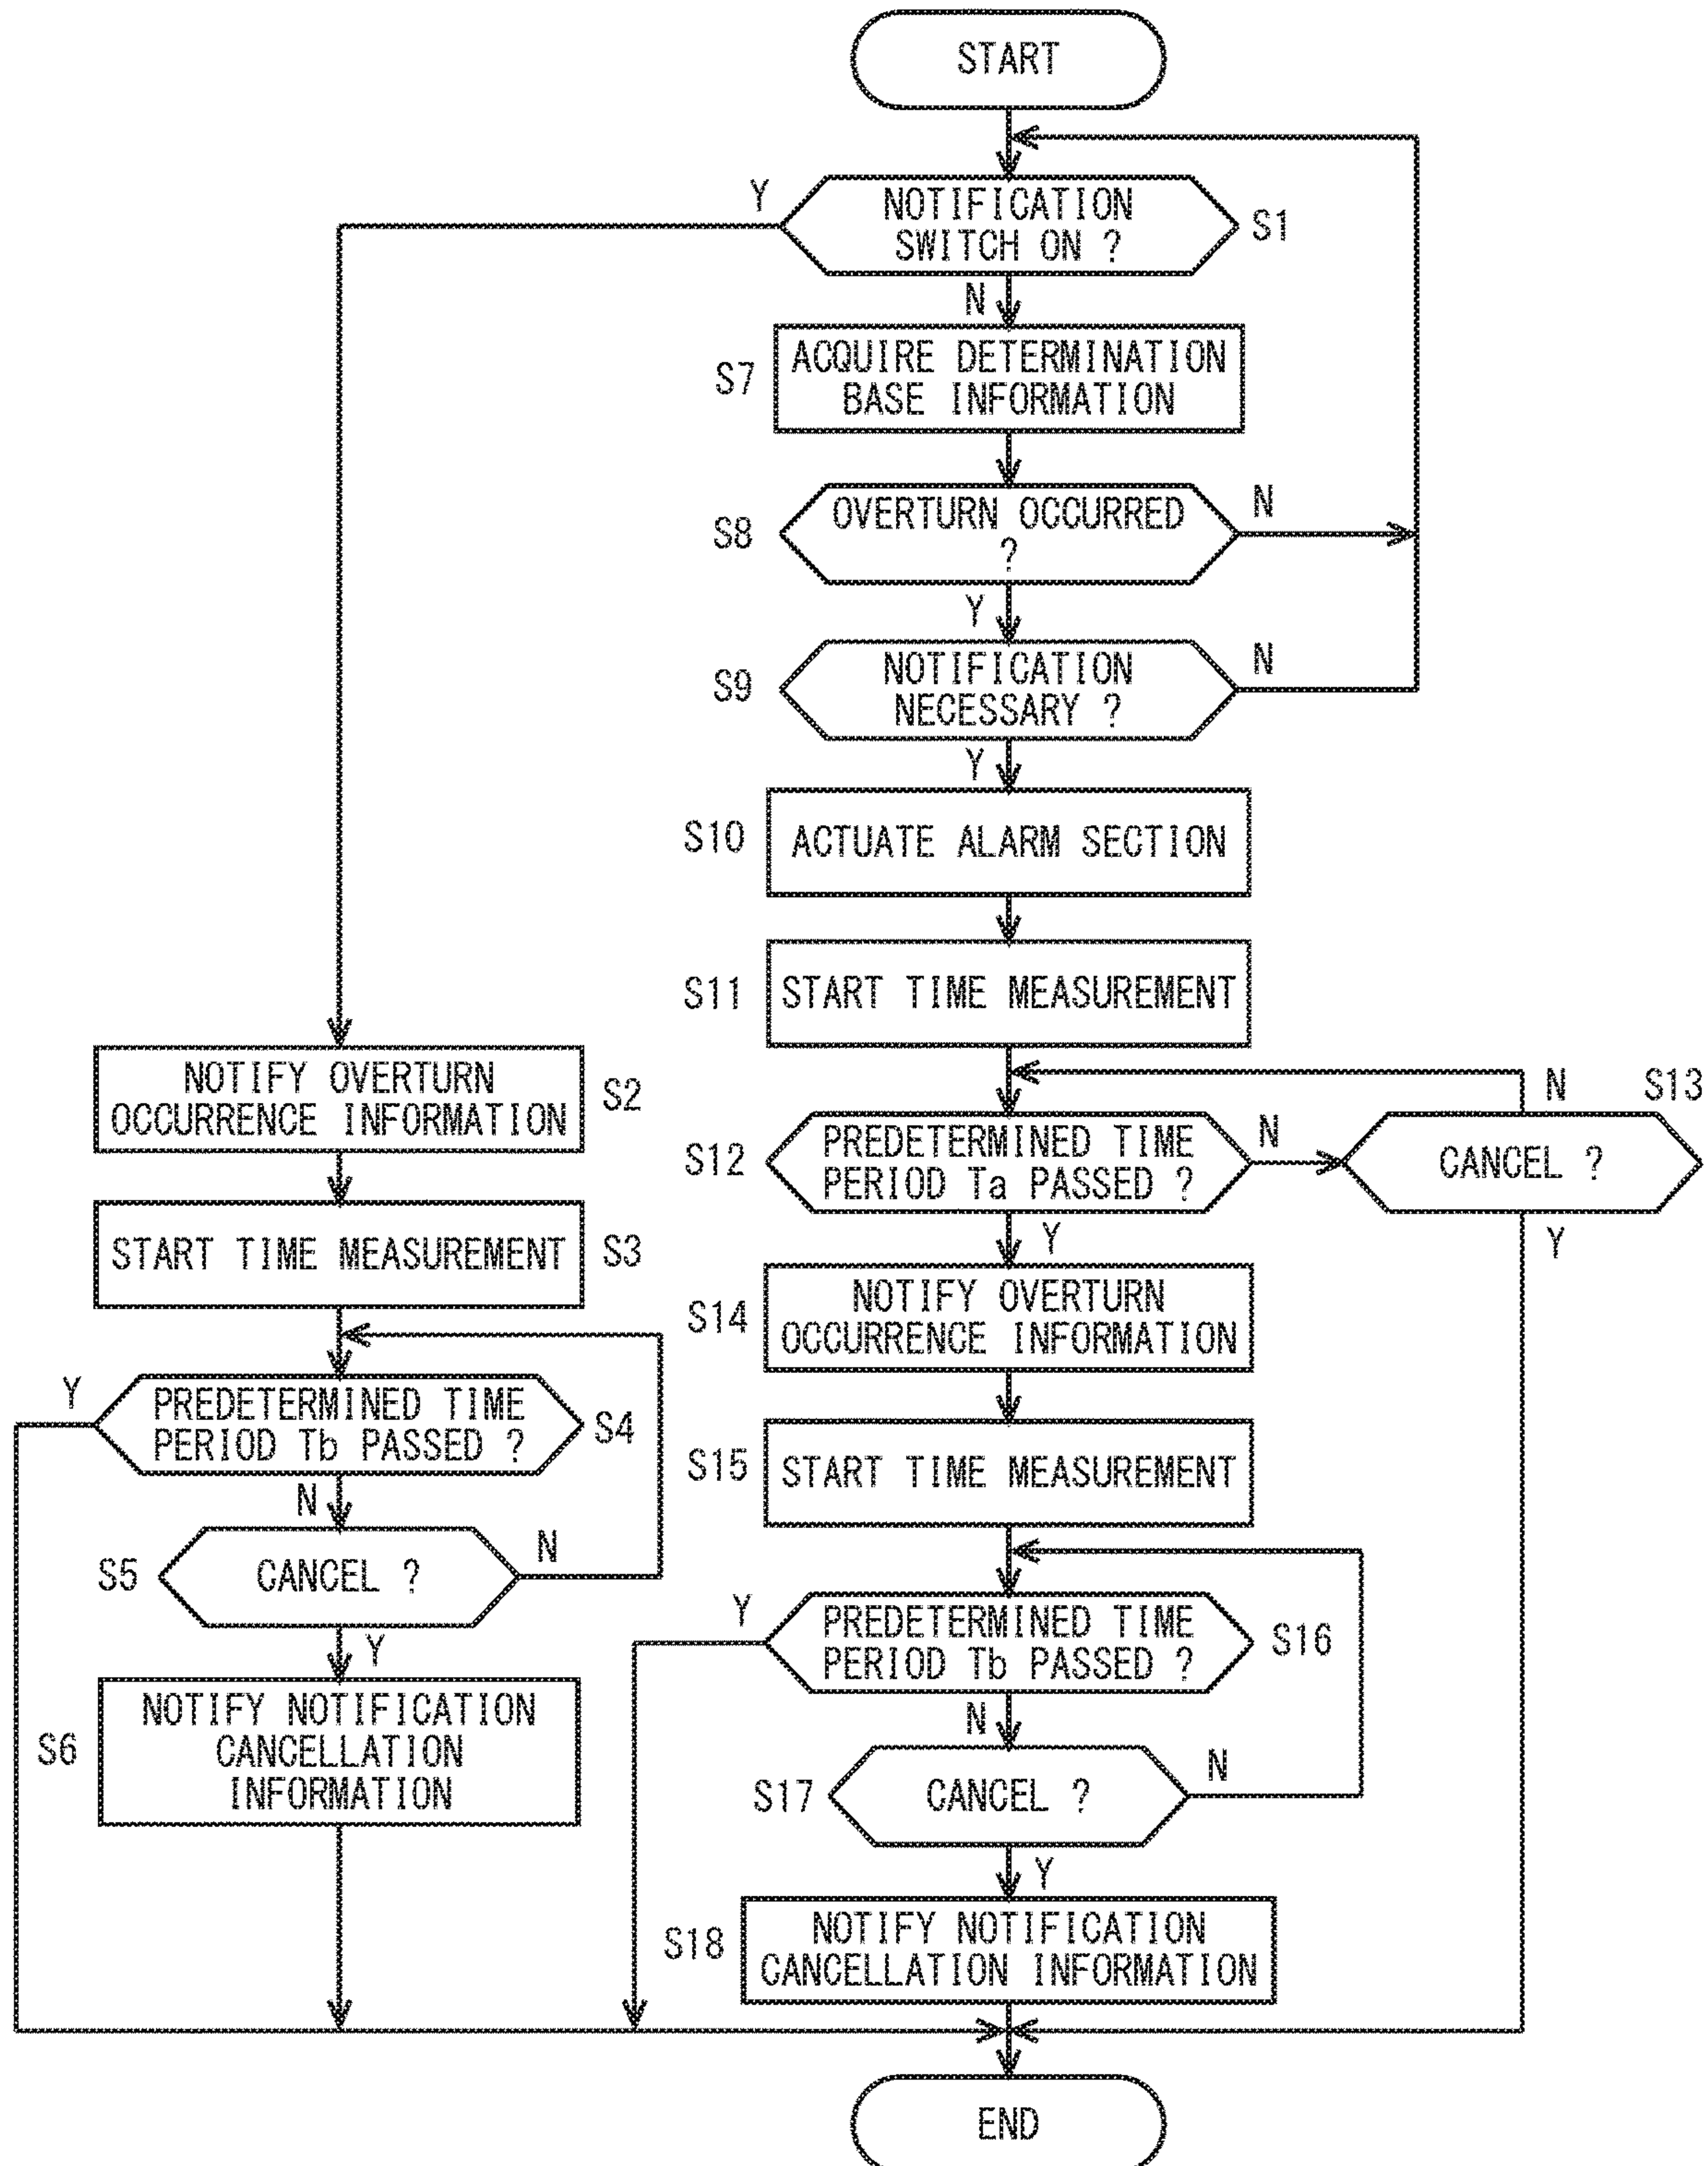 START
Y
NOTIFICATION
SWITCH ON ?
S1
N
S7
ACQUIRE DETERMINATION
BASE INFORMATION
S8
OVERTURN OCCURRED
?
N
Y
S9
NOTIFICATION
NECESSARY ?
N
Y
S10
ACTUATE ALARM SECTION
S11
START TIME MEASUREMENT
S12
PREDETERMINED TIME
PERIOD Ta PASSED ?
N
S13
CANCEL ?
N
Y
Y
S14
NOTIFY OVERTURN
OCCURRENCE INFORMATION
S15
START TIME MEASUREMENT
Y
PREDETERMINED TIME
PERIOD Tb PASSED ?
S16
N
S17
CANCEL ?
N
Y
S18
NOTIFY NOTIFICATION
CANCELLATION INFORMATION
NOTIFY OVERTURN
OCCURRENCE INFORMATION
S2
START TIME MEASUREMENT
S3
Y
PREDETERMINED TIME
PERIOD Tb PASSED ?
S4
N
S5
CANCEL ?
N
Y
S6
NOTIFY NOTIFICATION
CANCELLATION
INFORMATION
END